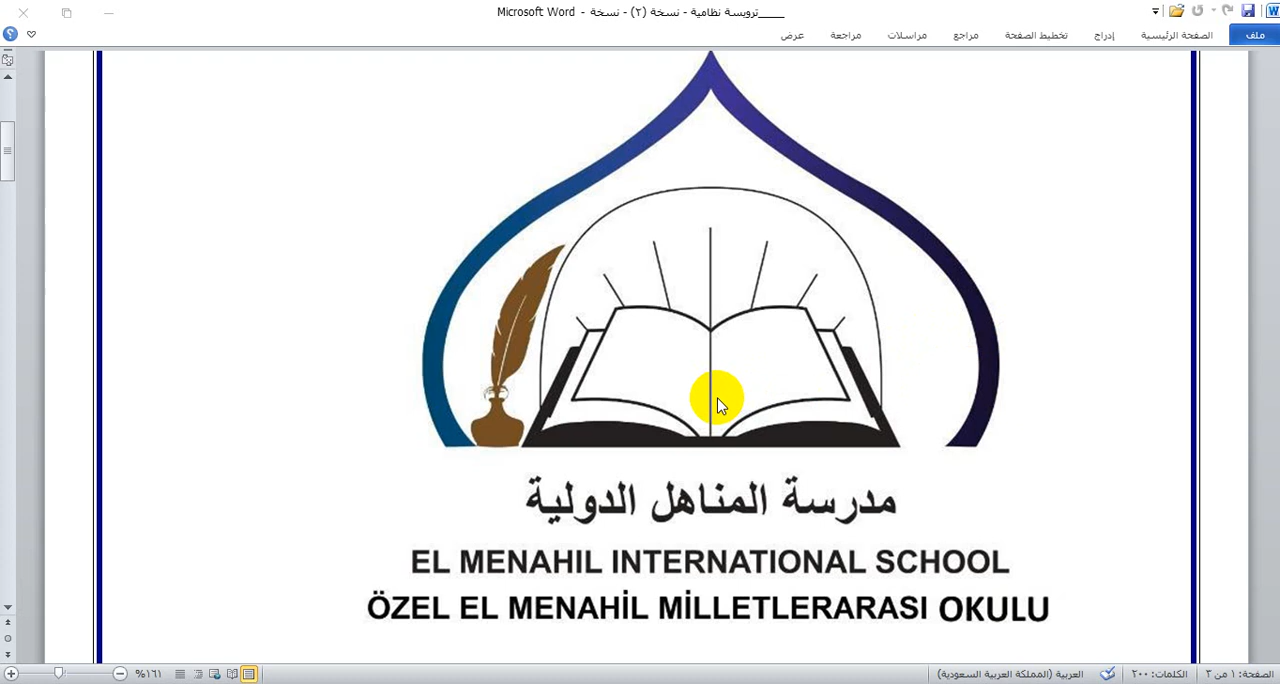 ____ترويسة نظامية - نسخة (٢) - نسخة - Microsoft Word
ملف الصفحة الرئيسية إدراج تخطيط الصفحة مراجع مراسلات مراجعة عرض
مدرسة المناهل الدولية
EL MENAHIL INTERNATIONAL SCHOOL
ÖZEL EL MENAHİL MİLLETLERARASI OKULU
الصفحة: ١ من ٣ الكلمات: ٢٠٠ العربية (المملكة العربية السعودية) ١٦١%